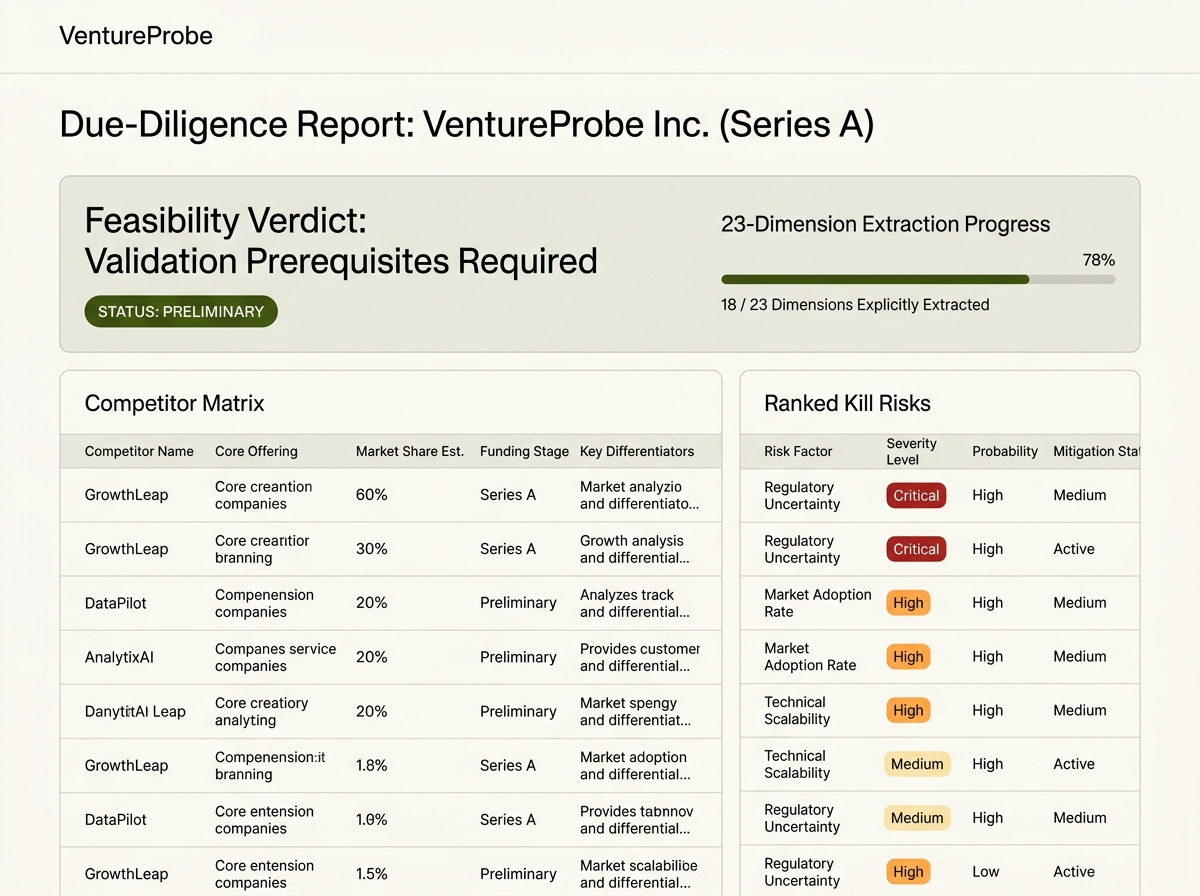 VentureProbe
Due-Diligence Report: VentureProbe Inc. (Series A)
Feasibility Verdict:
Validation Prerequisites Required
STATUS: PRELIMINARY
23-Dimension Extraction Progress
78%
18 / 23 Dimensions Explicitly Extracted
Competitor Matrix
Competitor Name Core Offering Market Share Est. Funding Stage Key Differentiators
GrowthLeap Core creantion companies 60% Series A Market analyzio and differentiato...
GrowthLeap Core creantior branning 30% Series A Growth analysis and differential...
DataPilot Compenension companies 20% Preliminary Analyzes track and differential...
AnalytixAI Companes service companies 20% Preliminary Provides customer and differential...
Leap Core creatiory analyting 20% Preliminary Market spengy and differentiat...
GrowthLeap branning 1.8% Series A Market adoption and differential...
DataPilot Core entension companies Series A Provides tabnnov and differential...
GrowthLeap Core entension companies 1.5% Preliminary Market scalabilioe and differential...
Ranked Kill Risks
Risk Factor Severity Level Probability Mitigation Stat
Regulatory Uncertainty Critical High Medium
Regulatory Uncertainty Critical High Active
Market Adoption Rate High High Medium
Market Adoption Rate High High Medium
Technical Scalability High High Medium
Technical Scalability Medium High Active
Regulatory Uncertainty Medium High Medium
Regulatory Uncertainty High Low Active